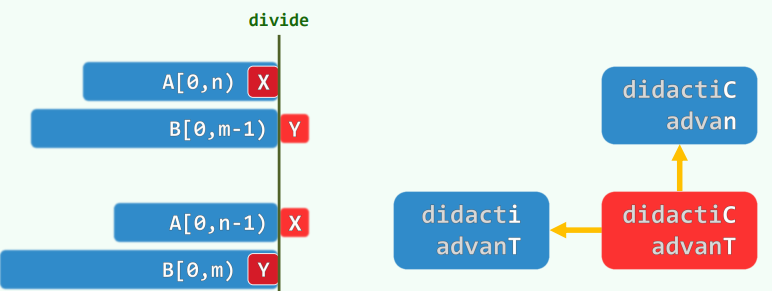 divide
A[0,n) X
B[0,m-1) Y
A[0,n-1) X
B[0,m) Y
didactiC
advan
didacti
advanT
didactiC
advanT